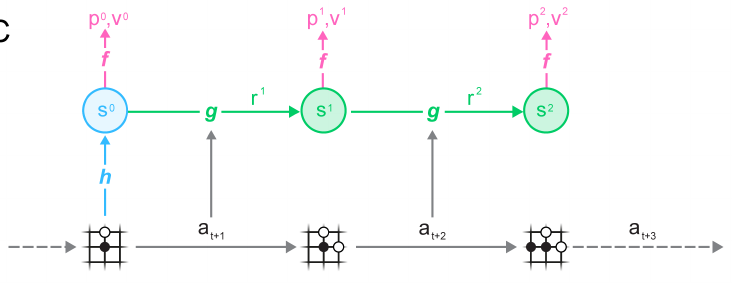 C
p⁰,v⁰ p¹,v¹ p²,v²
f f f
s⁰ g r¹ s¹ g r² s²
h
aₜ₊₁ aₜ₊₂ aₜ₊₃